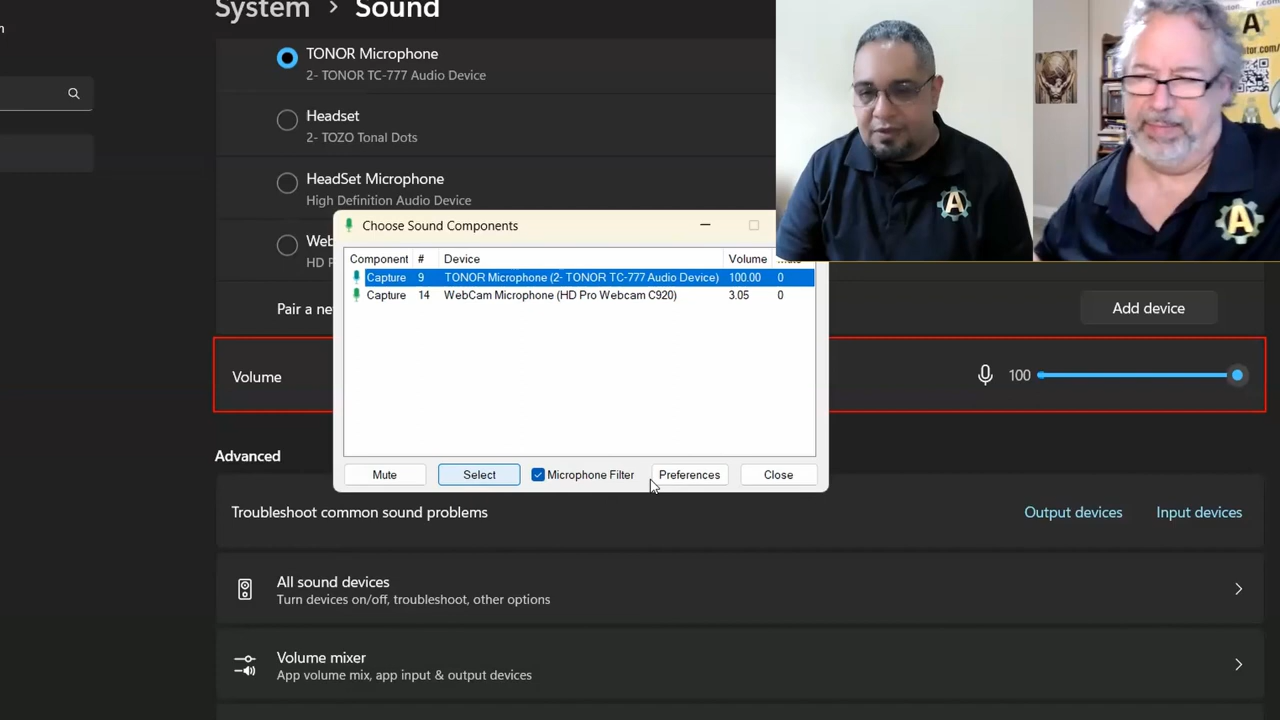 System > Sound
TONOR Microphone
2- TONOR TC-777 Audio Device
Headset
2- TOZO Tonal Dots
HeadSet Microphone
High Definition Audio Device
Choose Sound Components
Component # Device Volume
Capture 9 TONOR Microphone (2- TONOR TC-777 Audio Device) 100.00 0
Capture 14 WebCam Microphone (HD Pro Webcam C920) 3.05 0
Mute Select Microphone Filter Preferences Close
Pair a ne
Add device
Volume
100
Advanced
Troubleshoot common sound problems
Output devices Input devices
All sound devices
Turn devices on/off, troubleshoot, other options
Volume mixer
App volume mix, app input & output devices
A
A
A